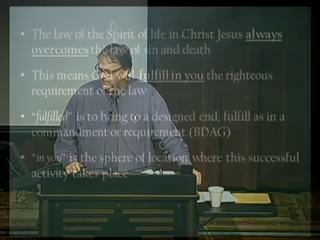 • The law of the Spirit of life in Christ Jesus always
overcomes the law of sin and death
• This means God will fulfill in you the righteous
requirement of the law
• "fulfilled" is to bring to a designed end, fulfill as in a
commandment or requirement (BDAG)
• "in you" is the sphere of location where this successful
activity takes place